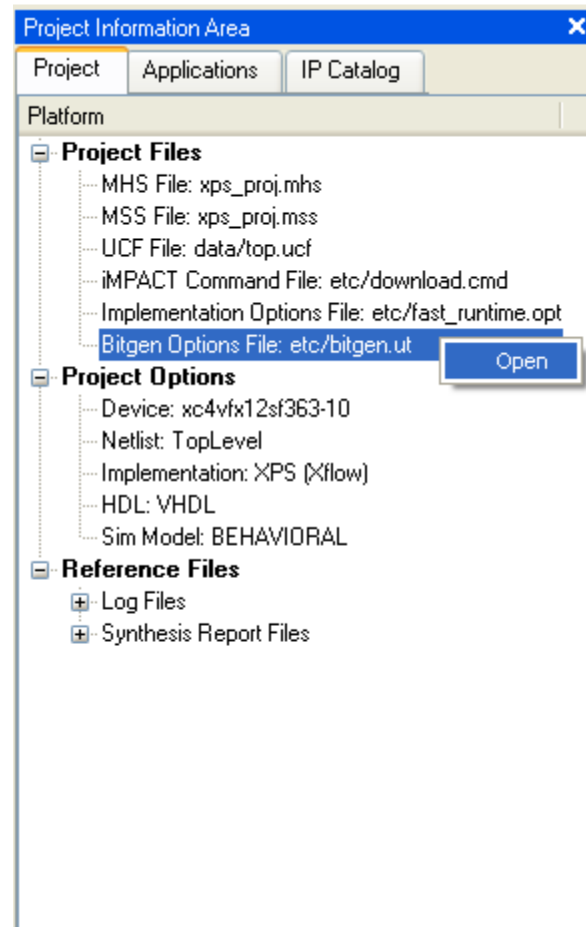 Project Information Area
Project Applications IP Catalog
Platform
Project Files
MHS File: xps_proj.mhs
MSS File: xps_proj.mss
UCF File: data/top.ucf
iMPACT Command File: etc/download.cmd
Implementation Options File: etc/fast_runtime.opt
Bitgen Options File: etc/bitgen.ut
Open
Project Options
Device: xc4vfx12sf363-10
Netlist: TopLevel
Implementation: XPS (Xflow)
HDL: VHDL
Sim Model: BEHAVIORAL
Reference Files
Log Files
Synthesis Report Files